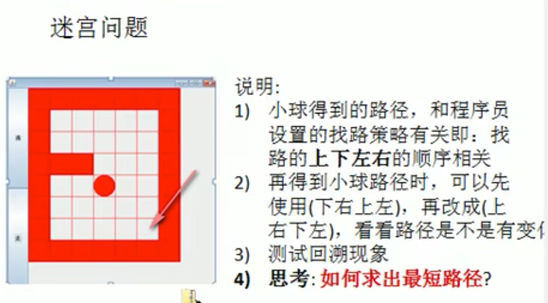 迷宫问题
说明:
1) 小球得到的路径，和程序员
设置的找路策略有关即：找
路的上下左右的顺序相关
2) 再得到小球路径时，可以先
使用(下右上左)，再改成(上
右下左)，看看路径是不是有变
3) 测试回溯现象
4) 思考: 如何求出最短路径?